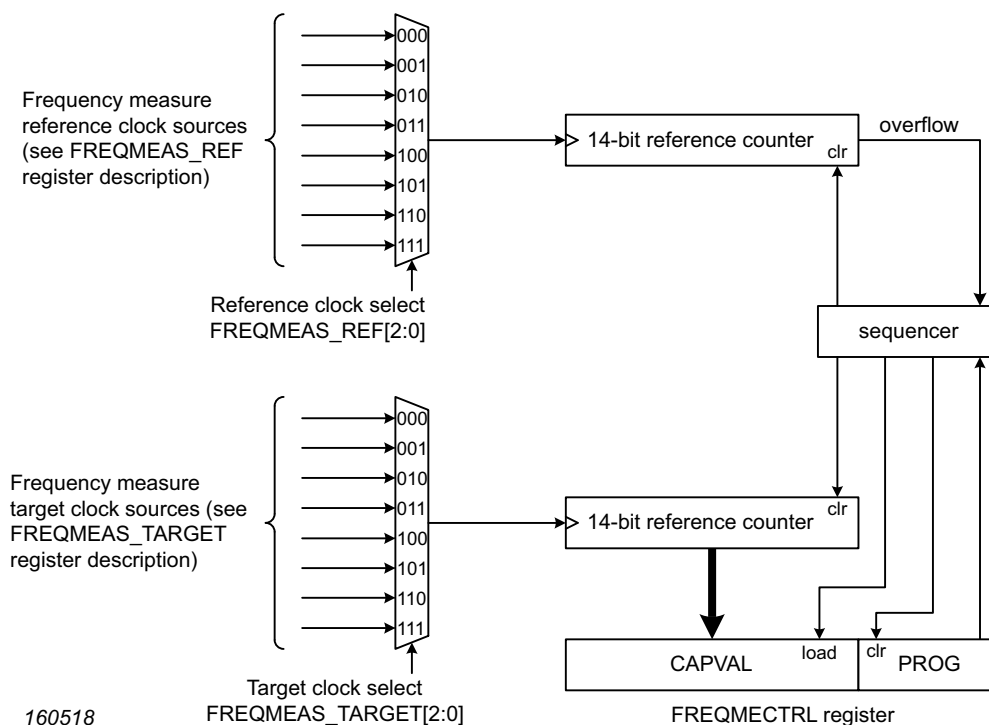 Frequency measure
reference clock sources
(see FREQMEAS_REF
register description)
000
001
010
011
100
101
110
111
Reference clock select
FREQMEAS_REF[2:0]
14-bit reference counter
clr
overflow
sequencer
Frequency measure
target clock sources (see
FREQMEAS_TARGET
register description)
000
001
010
011
100
101
110
111
Target clock select
FREQMEAS_TARGET[2:0]
14-bit reference counter
clr
CAPVAL
load
clr
PROG
FREQMECTRL register
160518